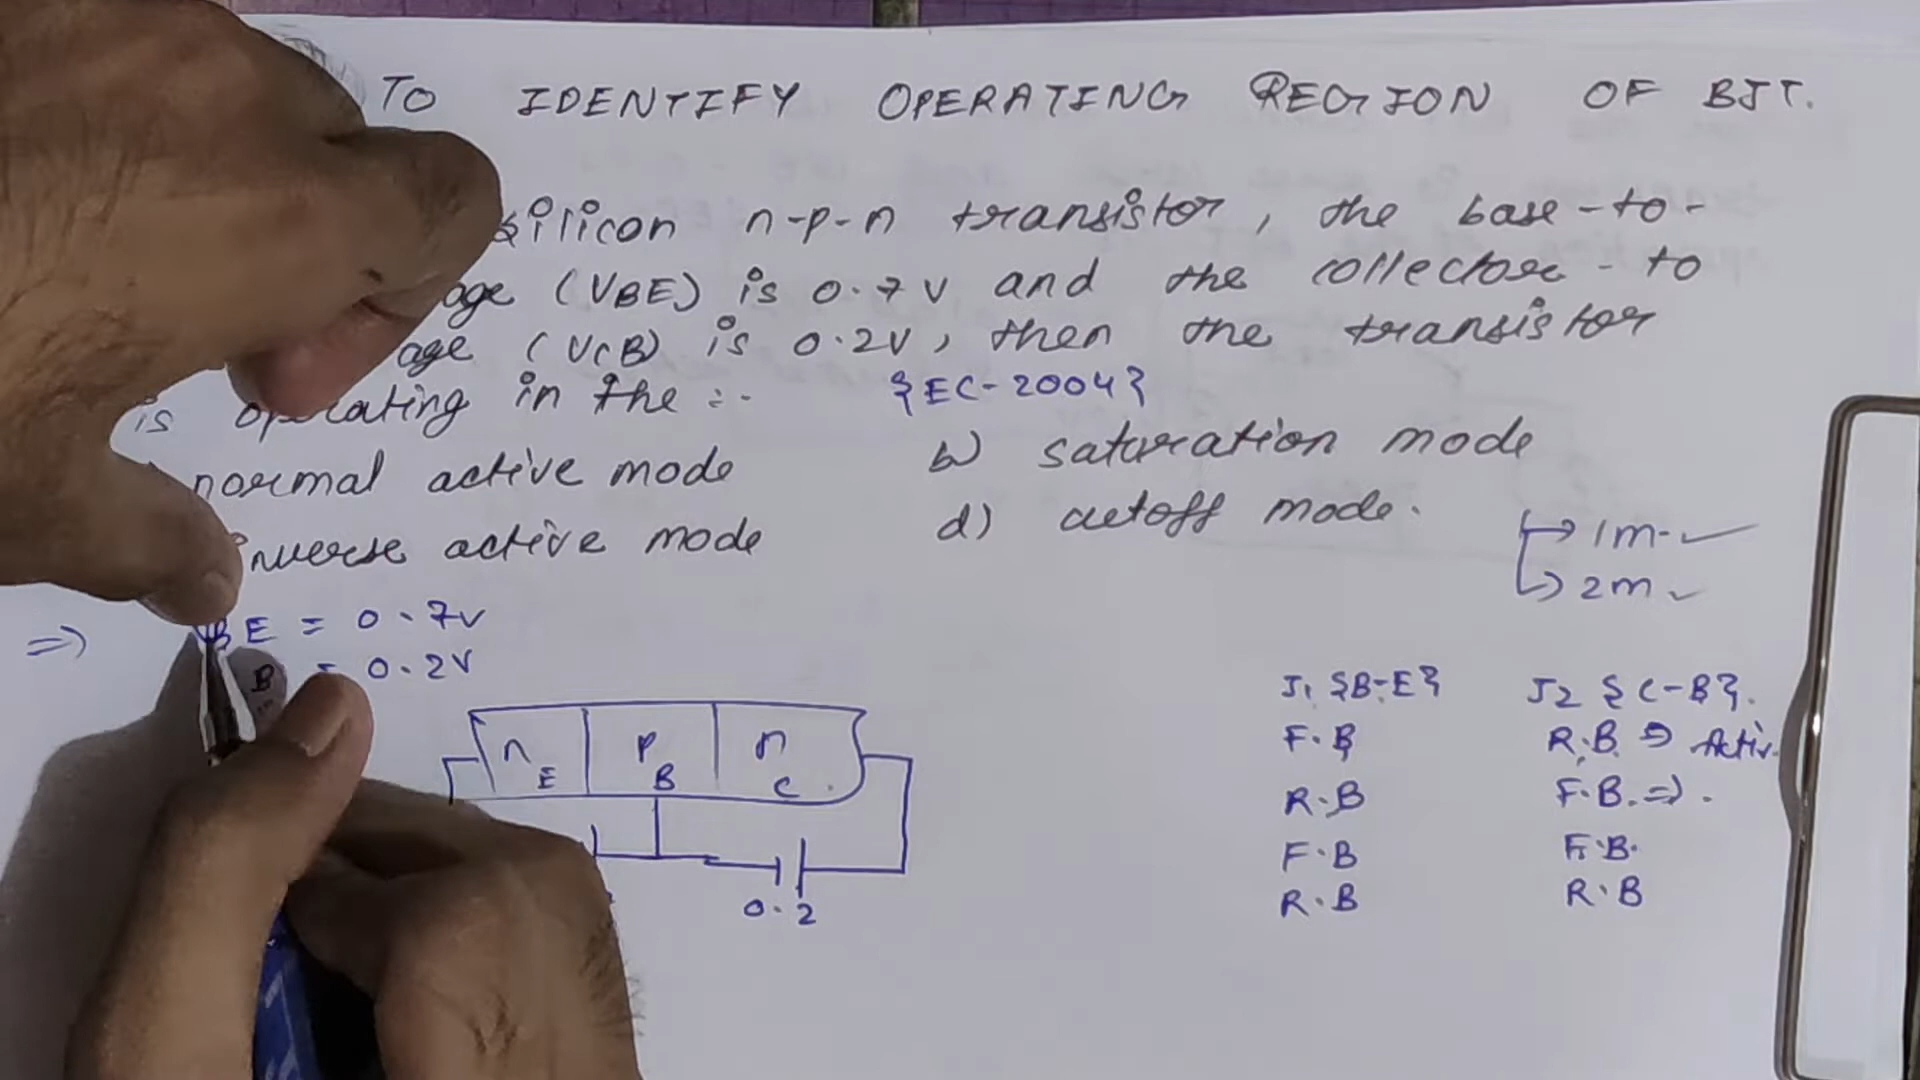 TO IDENTIFY OPERATING REGION OF BJT.
silicon n-p-n transistor, the base-to-
age (VBE) is 0.7V and the collector-to
age (VCB) is 0.2V, then the transistor
is operating in the :-
{EC-2004}
normal active mode
b) saturation mode
inverse active mode
d) cutoff mode.
→ 1m-✓
→ 2m ✓
=> BE = 0.7V
B = 0.2V
n E
P B
n C
0.2
J1 {B-E} J2 {C-B}.
F.B R.B. => Activ.
R.B F.B. => .
F.B F.B.
R.B R.B